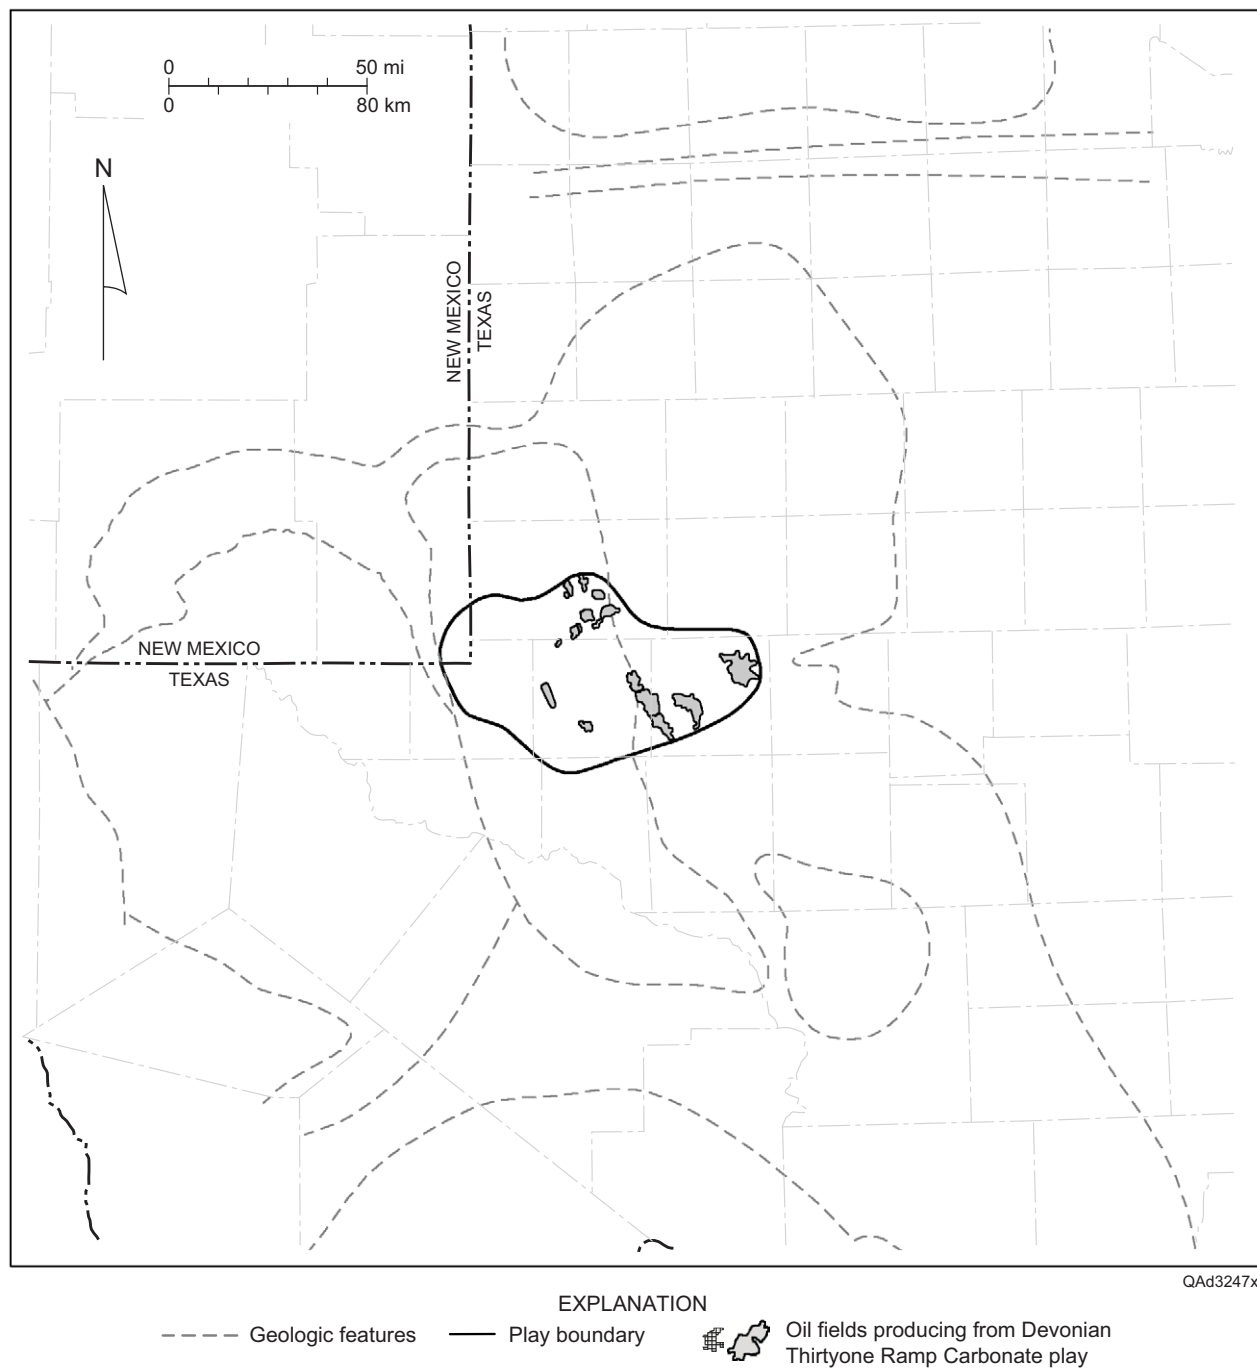 0 50 mi
0 80 km
N
NEW MEXICO
TEXAS
NEW MEXICO
TEXAS
QAd3247x
EXPLANATION
Geologic features
Play boundary
Oil fields producing from Devonian
Thirtyone Ramp Carbonate play